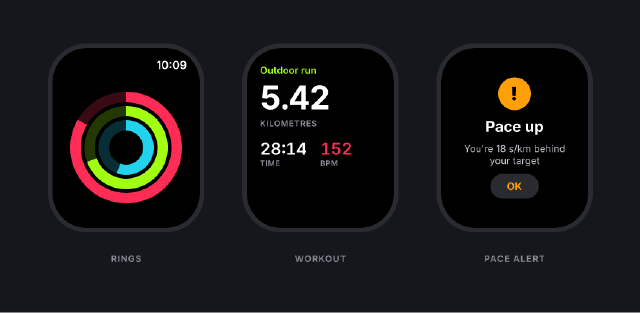 10:09
RINGS
Outdoor run
5.42
KILOMETRES
28:14 152
TIME BPM
WORKOUT
!
Pace up
You're 18 s/km behind
your target
OK
PACE ALERT